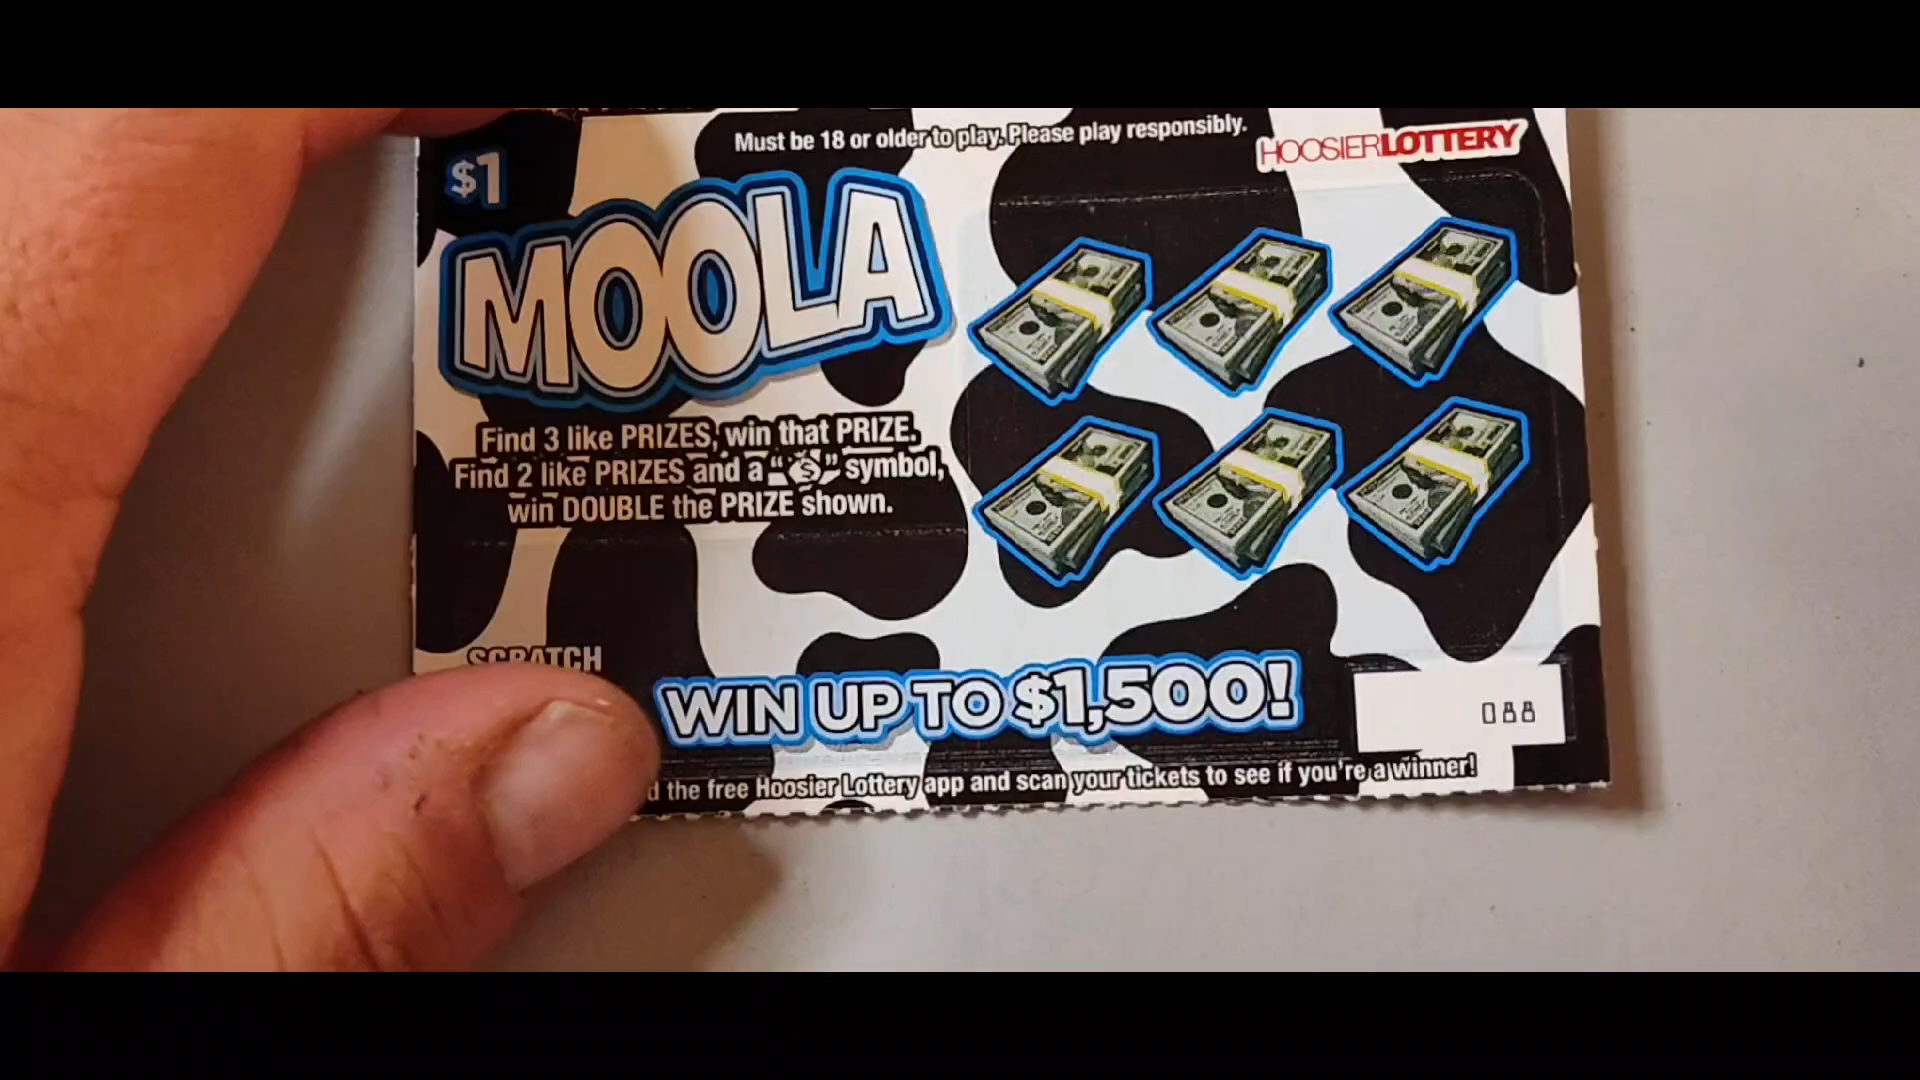 Must be 18 or older to play. Please play responsibly.
HOOSIERLOTTERY
$1
MOOLA
Find 3 like PRIZES, win that PRIZE.
Find 2 like PRIZES and a "$" symbol,
win DOUBLE the PRIZE shown.
SCRATCH
WIN UP TO $1,500!
088
the free Hoosier Lottery app and scan your tickets to see if you're a winner!